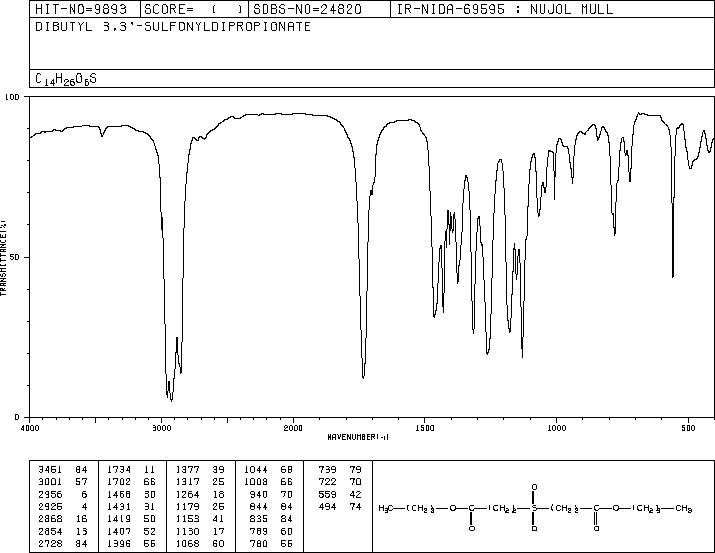 HIT-NO=9893 SCORE= ( ) SDBS-NO=24820 IR-NIDA-69595 : NUJOL MULL
DIBUTYL 3,3'-SULFONYLDIPROPIONATE
C14H26O6S
100
50
0
TRANSMITTANCE(%)
4000 3000 2000 1500 1000 500
WAVENUMBER(-1)
3461 84 1734 11 1377 39 1044 68 739 79
3001 57 1702 66 1317 25 1008 66 722 70
2956 6 1468 30 1264 18 940 70 559 42
2925 4 1431 31 1179 26 844 84 494 74
2868 16 1419 50 1153 41 835 84
2854 13 1407 52 1130 17 789 60
2728 84 1396 55 1068 60 780 55
O
H3C—(CH2)3—O—C—(CH2)2—S—(CH2)2—C—O—(CH2)3—CH3
O O O